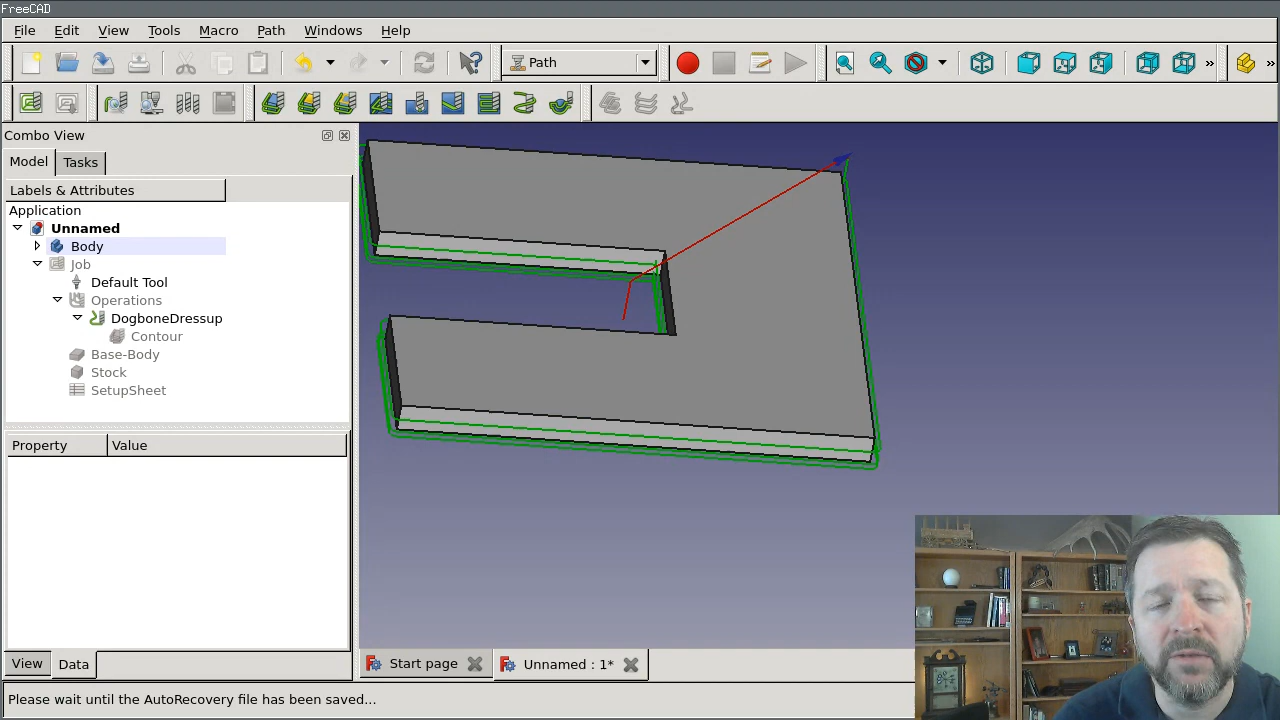 FreeCAD
File Edit View Tools Macro Path Windows Help
Path
» »
Combo View
Model Tasks
Labels & Attributes
Application
Unnamed
Body
Job
Default Tool
Operations
DogboneDressup
Contour
Base-Body
Stock
SetupSheet
Property Value
View Data
Start page Unnamed : 1*
Please wait until the AutoRecovery file has been saved...